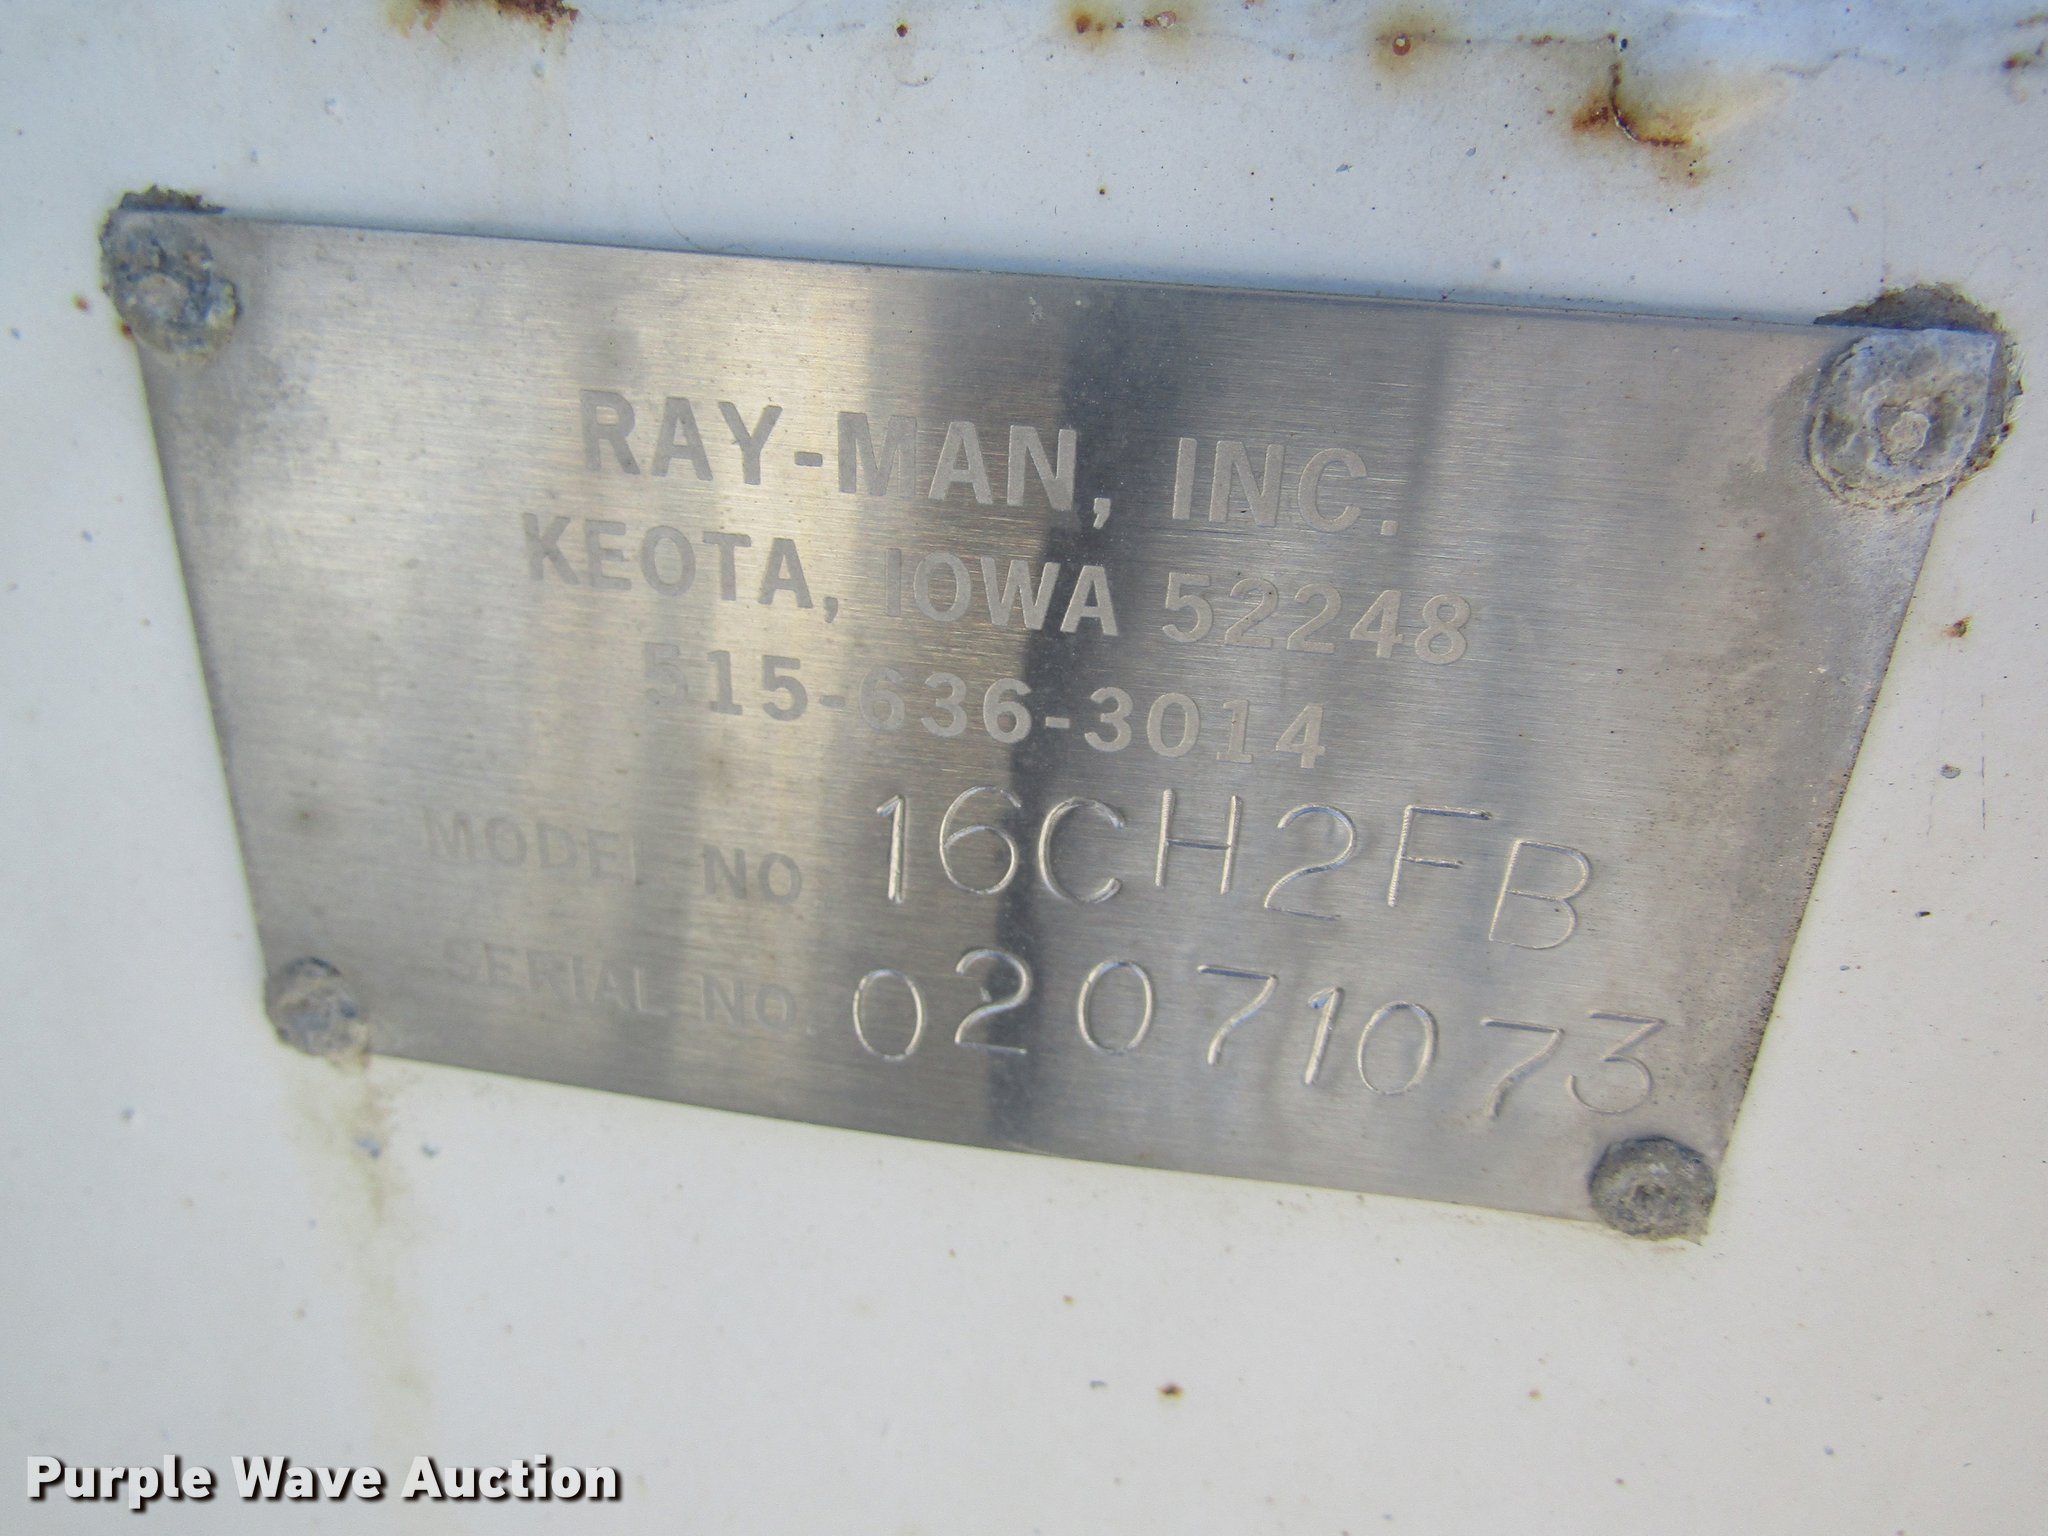 RAY-MAN, INC.
KEOTA, IOWA 52248
515-636-3014
MODEL NO. 16CH2FB
SERIAL NO. 02071073
Purple Wave Auction